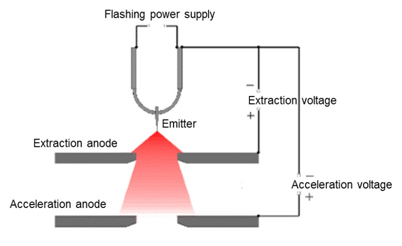 Flashing power supply
−
Extraction voltage
+
Emitter
Extraction anode
−
Acceleration voltage
+
Acceleration anode